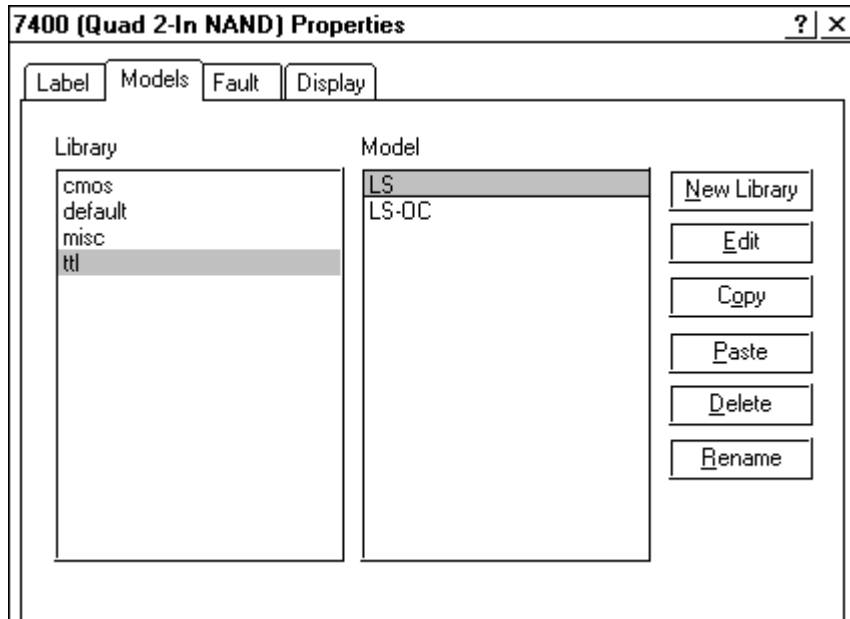 7400 (Quad 2-In NAND) Properties ? ×
Label Models Fault Display
Library Model
cmos
default
misc
ttl
LS
LS-OC
New Library
Edit
Copy
Paste
Delete
Rename